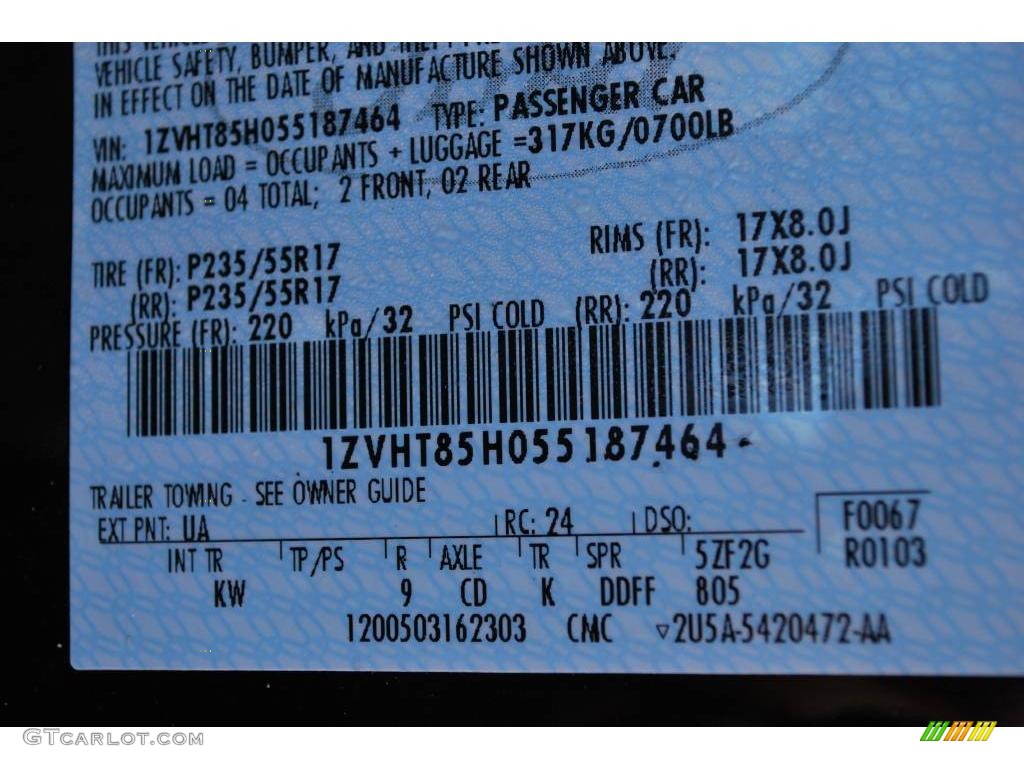 THIS VEHIC
VEHICLE SAFETY, BUMPER, AND THEFT PRE
IN EFFECT ON THE DATE OF MANUFACTURE SHOWN ABOVE.
VIN: 1ZVHT85H055187464 TYPE: PASSENGER CAR
MAXIMUM LOAD = OCCUPANTS + LUGGAGE =317KG/0700LB
OCCUPANTS = 04 TOTAL; 2 FRONT, 02 REAR
TIRE (FR): P235/55R17 RIMS (FR): 17X8.0J
(RR): P235/55R17 (RR): 17X8.0J
PRESSURE (FR): 220 kPa/32 PSI COLD (RR): 220 kPa/32 PSI COLD
1ZVHT85H055187464
TRAILER TOWING - SEE OWNER GUIDE
EXT PNT: UA RC: 24 DSO: F0067
INT TR TP/PS R AXLE TR SPR 5ZF2G R0103
KW 9 CD K DDFF 805
1200503162303 CMC ▿2U5A-5420472-AA
GTCARLOT.COM